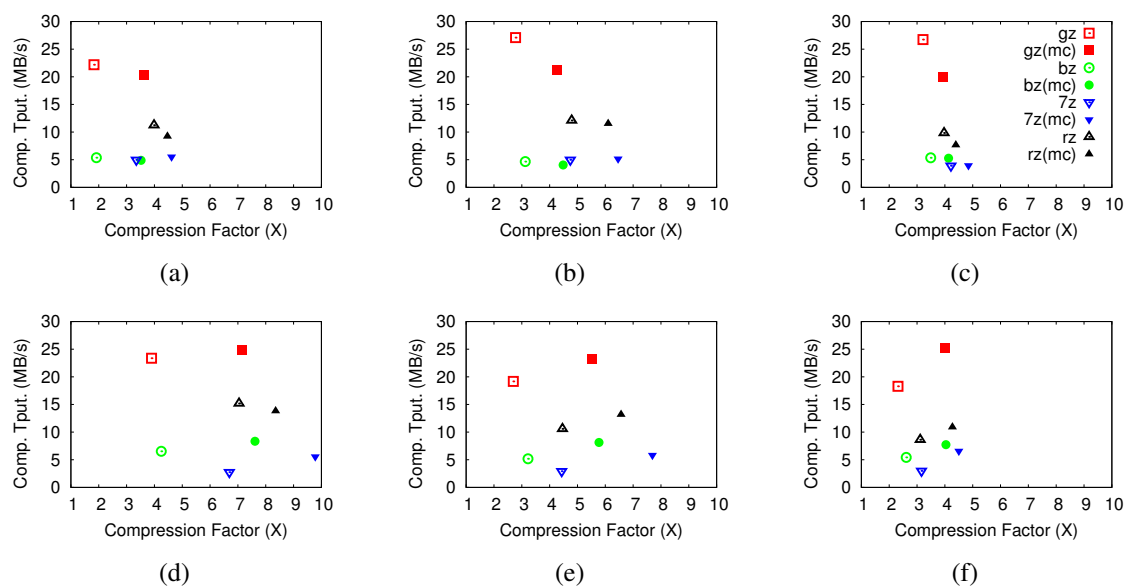 30
25
20
15
10
5
0
Comp. Tput. (MB/s)
1 2 3 4 5 6 7 8 9 10
Compression Factor (X)
(a)
30
25
20
15
10
5
0
Comp. Tput. (MB/s)
1 2 3 4 5 6 7 8 9 10
Compression Factor (X)
(b)
30
25
20
15
10
5
0
Comp. Tput. (MB/s)
gz
gz(mc)
bz
bz(mc)
7z
7z(mc)
rz
rz(mc)
1 2 3 4 5 6 7 8 9 10
Compression Factor (X)
(c)
30
25
20
15
10
5
0
Comp. Tput. (MB/s)
1 2 3 4 5 6 7 8 9 10
Compression Factor (X)
(d)
30
25
20
15
10
5
0
Comp. Tput. (MB/s)
1 2 3 4 5 6 7 8 9 10
Compression Factor (X)
(e)
30
25
20
15
10
5
0
Comp. Tput. (MB/s)
1 2 3 4 5 6 7 8 9 10
Compression Factor (X)
(f)